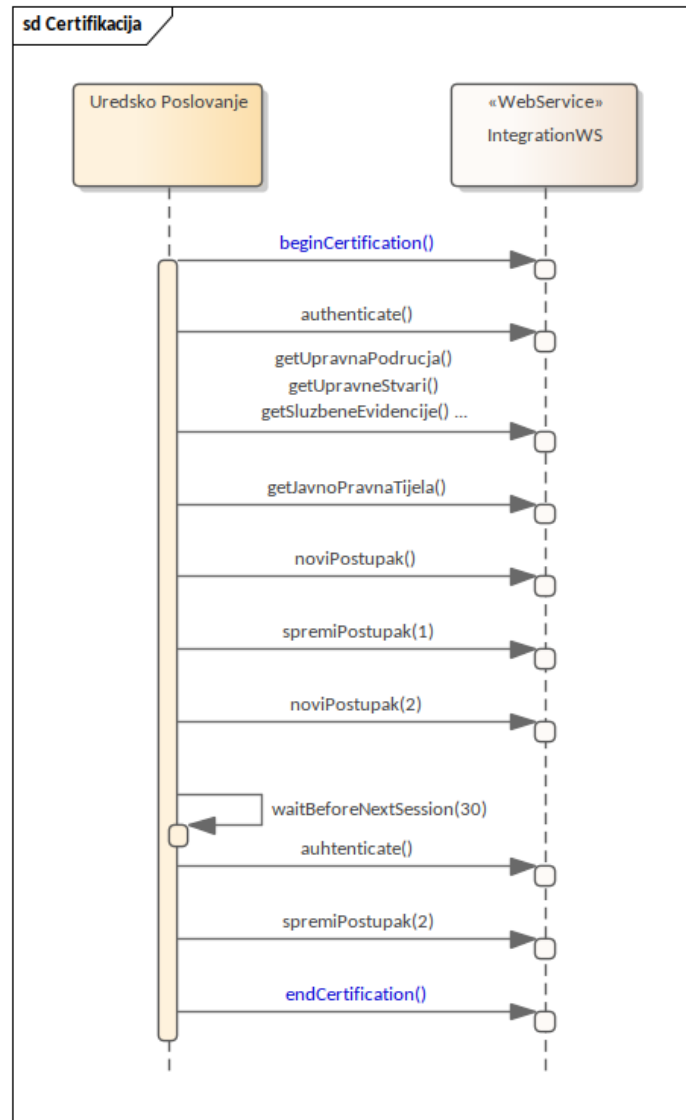 sd Certifikacija
Uredsko Poslovanje
«WebService»
IntegrationWS
beginCertification()
authenticate()
getUpravnaPodrucja()
getUpravneStvari()
getSluzbeneEvidencije() ...
getJavnoPravnaTijela()
noviPostupak()
spremiPostupak(1)
noviPostupak(2)
waitBeforeNextSession(30)
auhtenticate()
spremiPostupak(2)
endCertification()